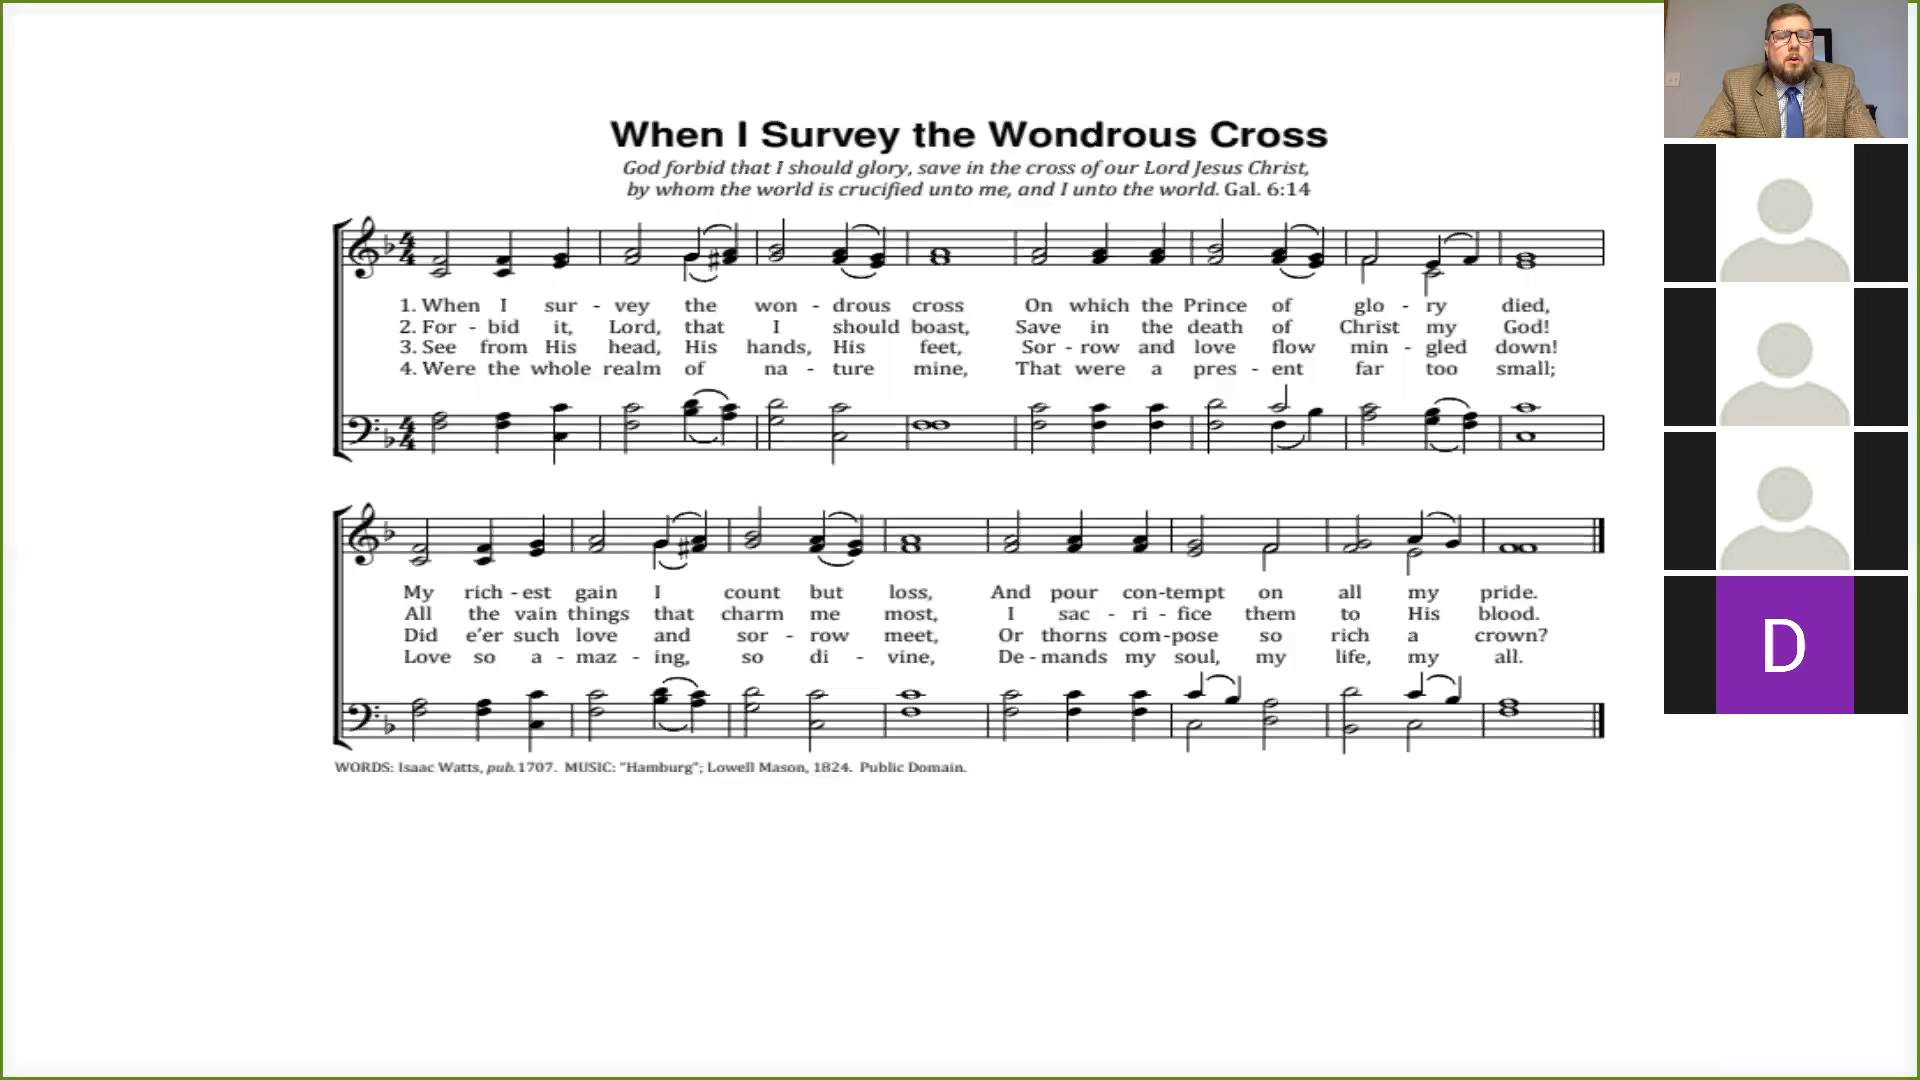 When I Survey the Wondrous Cross
God forbid that I should glory, save in the cross of our Lord Jesus Christ,
by whom the world is crucified unto me, and I unto the world. Gal. 6:14
1. When I sur - vey the won - drous cross On which the Prince of glo - ry died,
2. For - bid it, Lord, that I should boast, Save in the death of Christ my God!
3. See from His head, His hands, His feet, Sor - row and love flow min - gled down!
4. Were the whole realm of na - ture mine, That were a pres - ent far too small;
My rich - est gain I count but loss, And pour con-tempt on all my pride.
All the vain things that charm me most, I sac - ri - fice them to His blood.
Did e'er such love and sor - row meet, Or thorns com-pose so rich a crown?
Love so a - maz - ing, so di - vine, De - mands my soul, my life, my all.
WORDS: Isaac Watts, pub.1707. MUSIC: "Hamburg"; Lowell Mason, 1824. Public Domain.
D